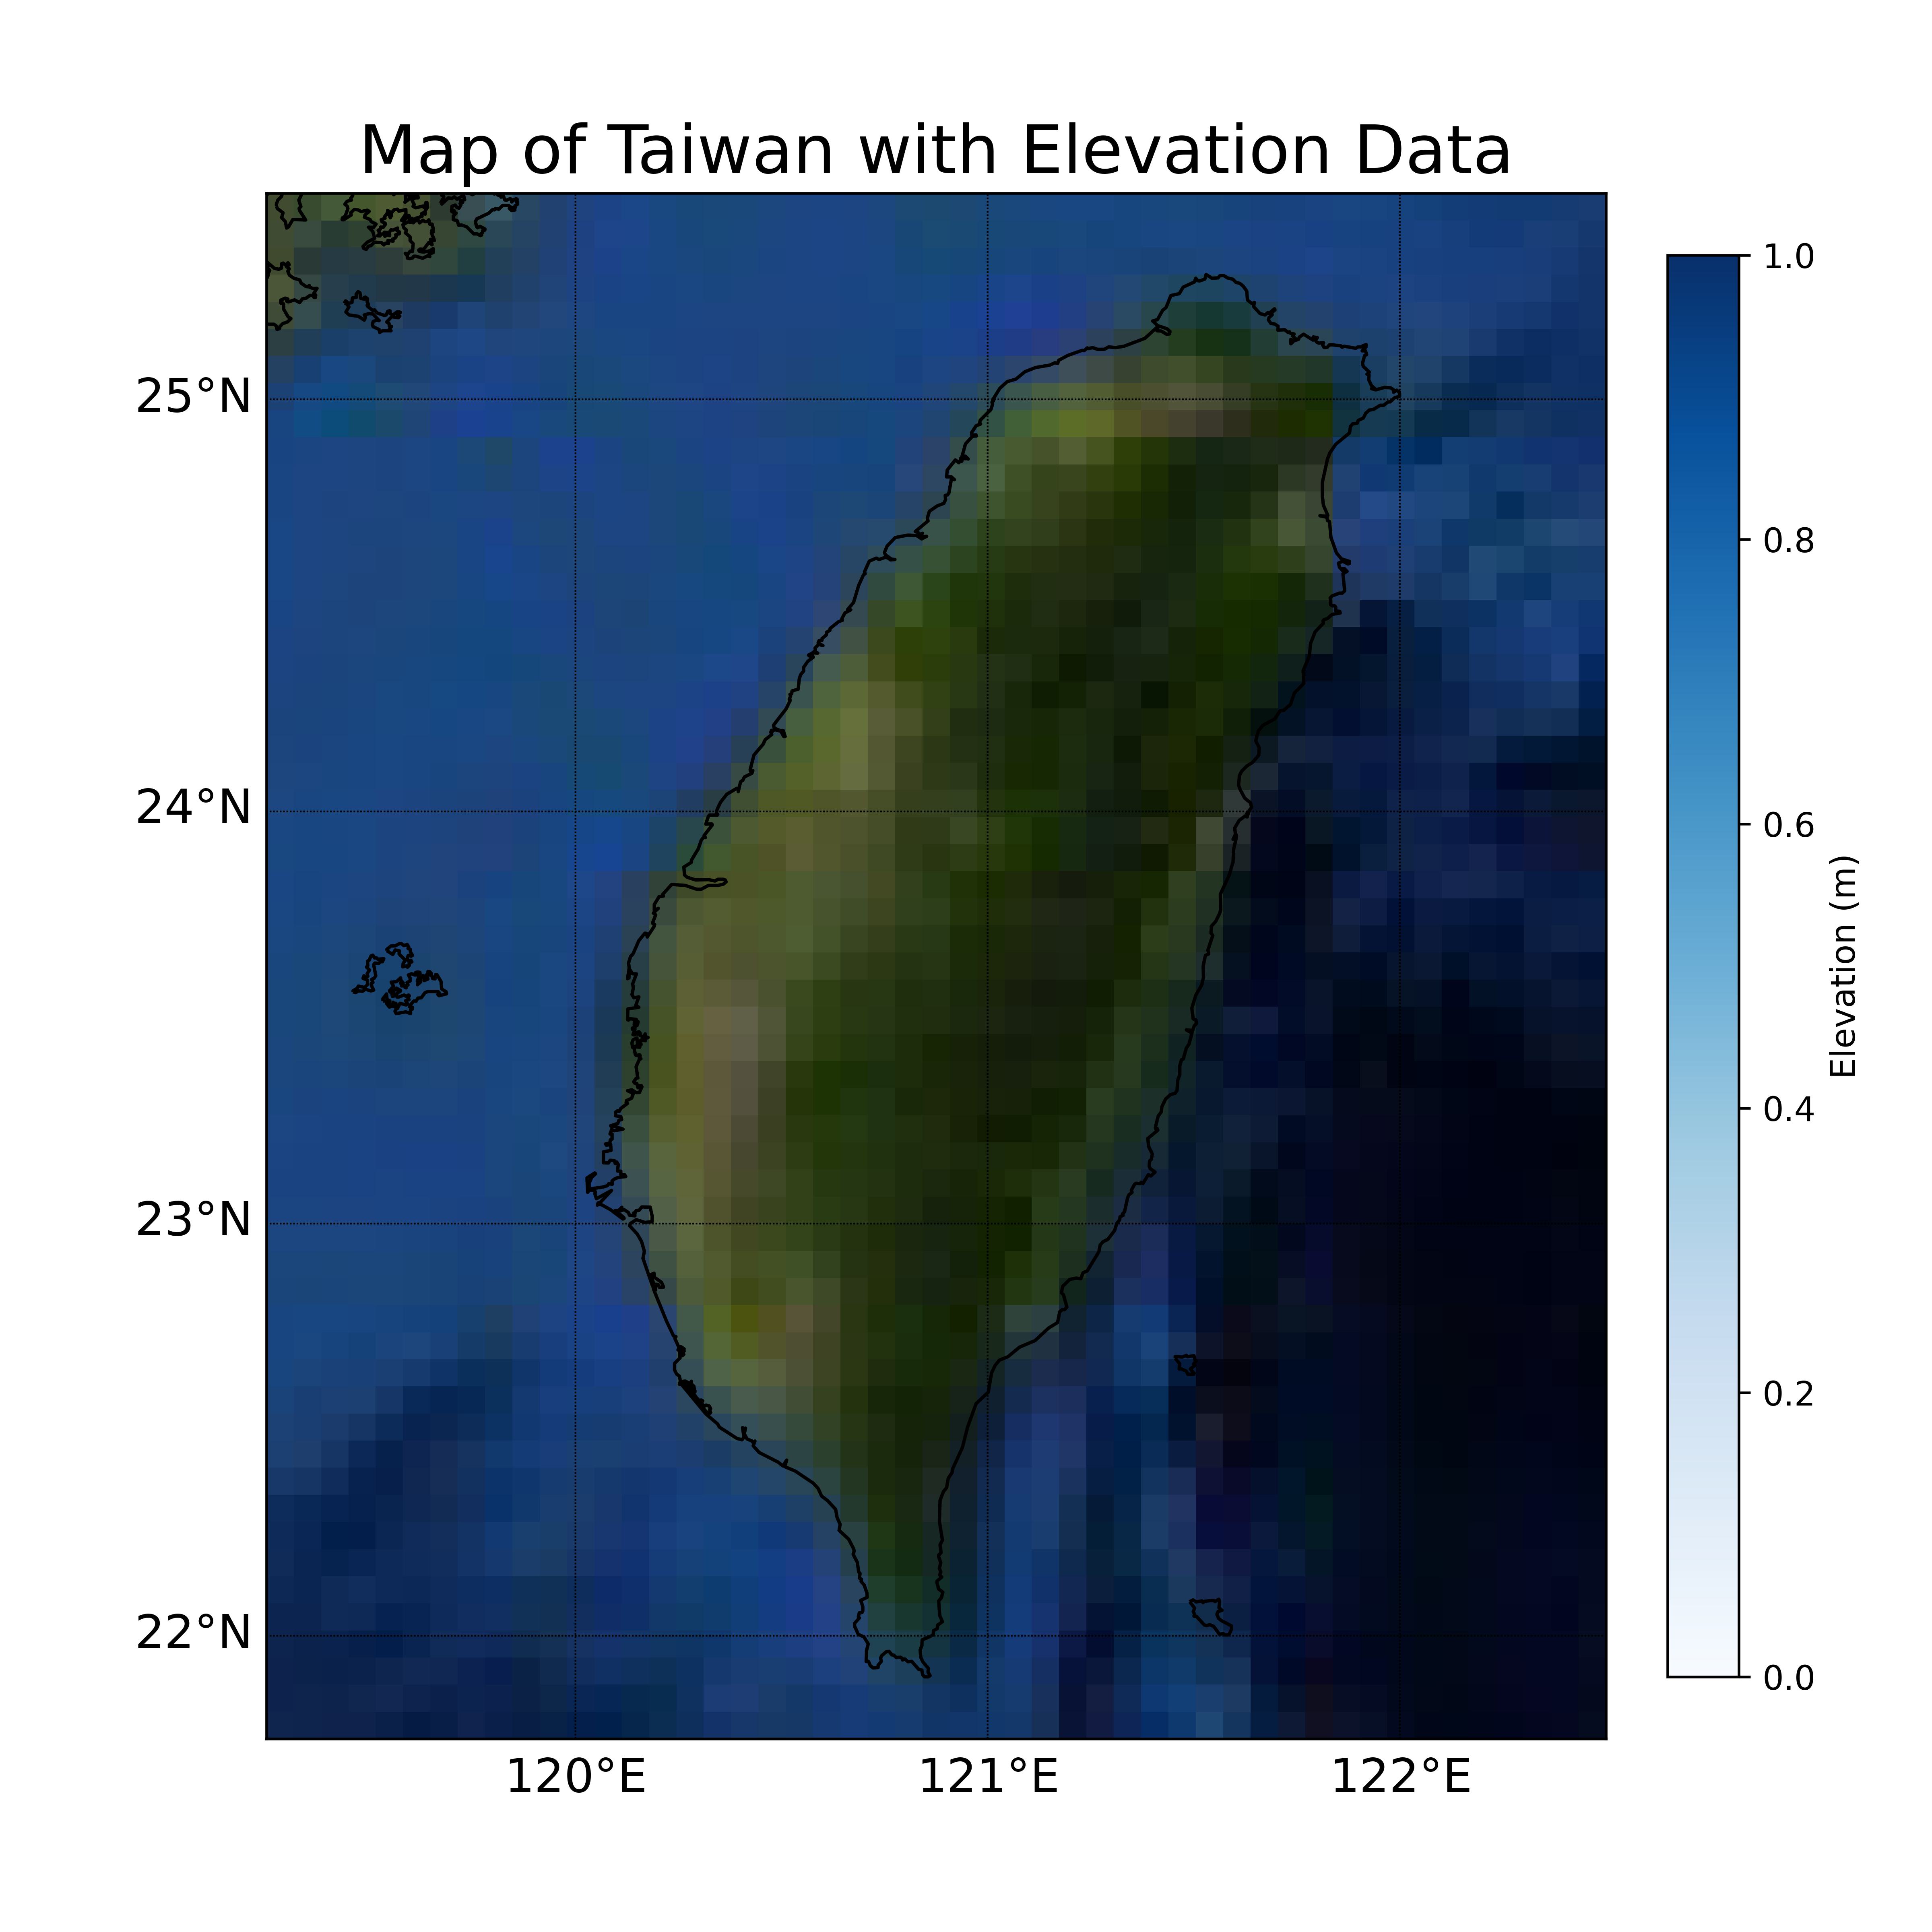 Map of Taiwan with Elevation Data
25°N
24°N
23°N
22°N
120°E
121°E
122°E
1.0
0.8
0.6
0.4
0.2
0.0
Elevation (m)